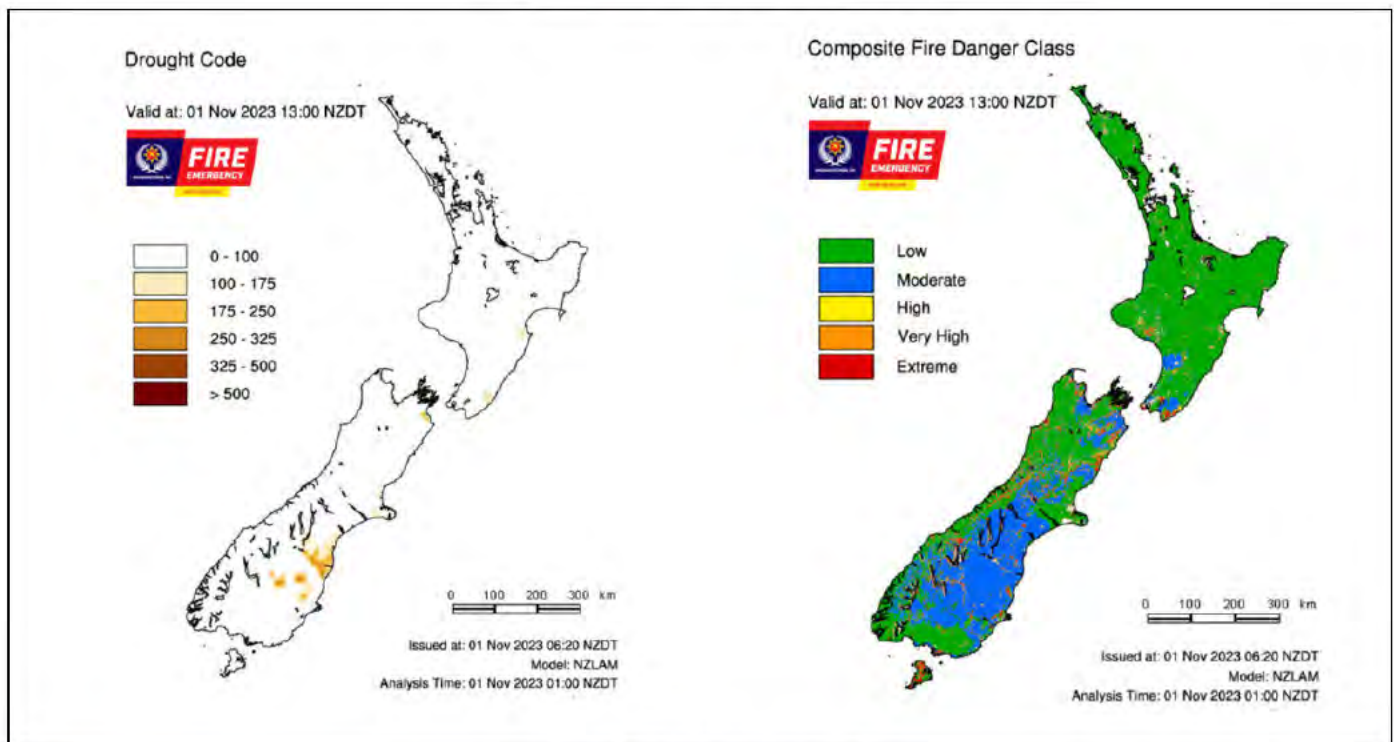 Drought Code
Valid at: 01 Nov 2023 13:00 NZDT
FIRE
EMERGENCY
0 - 100
100 - 175
175 - 250
250 - 325
325 - 500
> 500
0 100 200 300 km
Issued at: 01 Nov 2023 06:20 NZDT
Model: NZLAM
Analysis Time: 01 Nov 2023 01:00 NZDT
Composite Fire Danger Class
Valid at: 01 Nov 2023 13:00 NZDT
FIRE
EMERGENCY
Low
Moderate
High
Very High
Extreme
0 100 200 300 km
Issued at: 01 Nov 2023 06:20 NZDT
Model: NZLAM
Analysis Time: 01 Nov 2023 01:00 NZDT